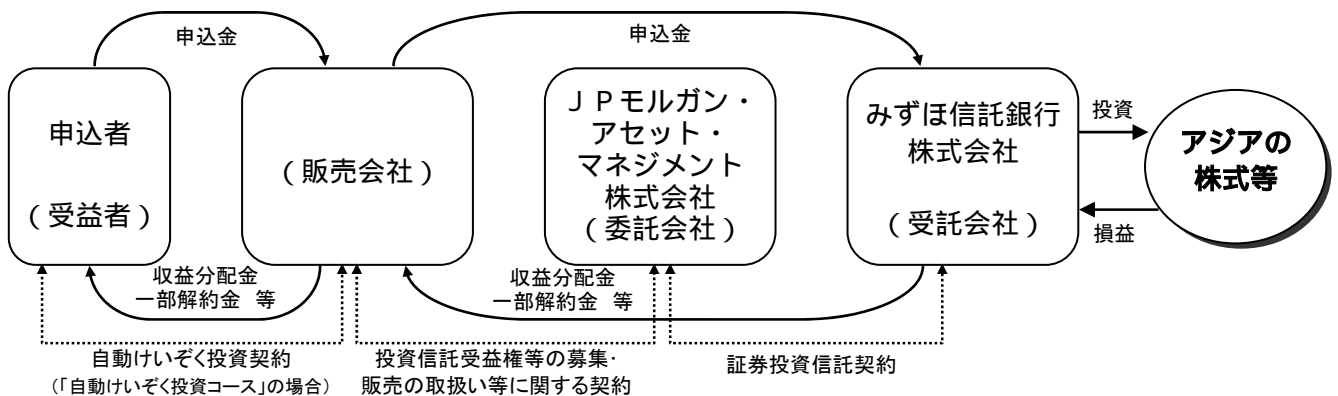 申込金
申込金
申込者
（受益者）
（販売会社）
ＪＰモルガン・
アセット・
マネジメント
株式会社
（委託会社）
みずほ信託銀行
株式会社
（受託会社）
投資
損益
アジアの
株式等
収益分配金
一部解約金 等
収益分配金
一部解約金 等
自動けいぞく投資契約
（「自動けいぞく投資コース」の場合）
投資信託受益権等の募集・
販売の取扱い等に関する契約
証券投資信託契約